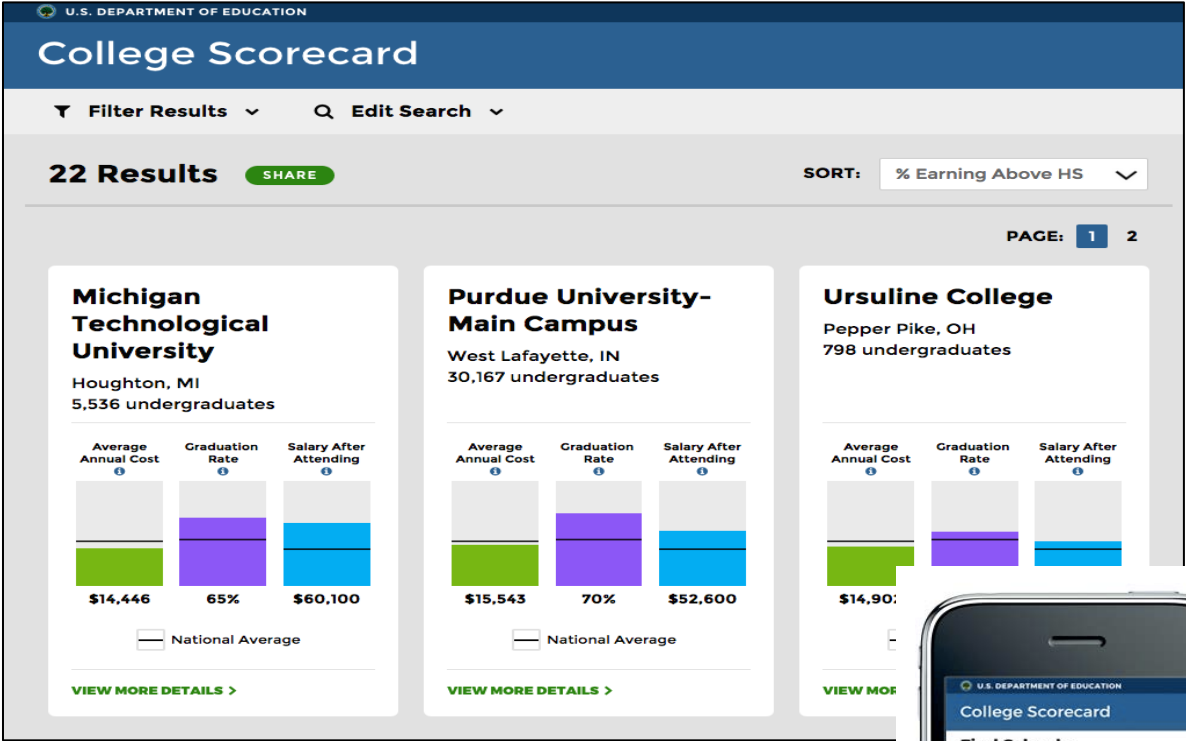 U.S. DEPARTMENT OF EDUCATION
College Scorecard
Filter Results
Edit Search
22 Results
SHARE
SORT:
% Earning Above HS
PAGE: 1 2
Michigan
Technological
University
Houghton, MI
5,536 undergraduates
Average
Annual Cost
Graduation
Rate
Salary After
Attending
$14,446
65%
$60,100
National Average
VIEW MORE DETAILS >
Purdue University-
Main Campus
West Lafayette, IN
30,167 undergraduates
Average
Annual Cost
Graduation
Rate
Salary After
Attending
$15,543
70%
$52,600
National Average
VIEW MORE DETAILS >
Ursuline College
Pepper Pike, OH
798 undergraduates
Average
Annual Cost
Graduation
Rate
Salary After
Attending
$14,902
VIEW
U.S. DEPARTMENT OF EDUCATION
College Scorecard